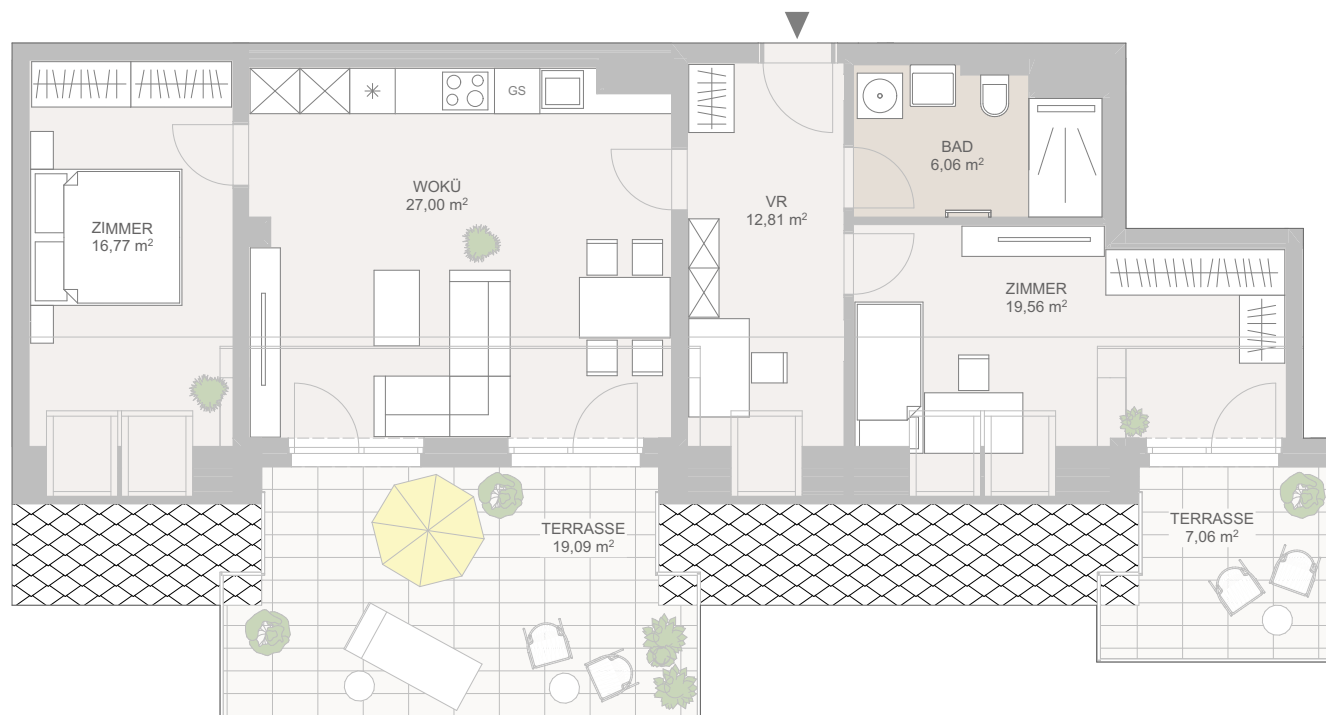 GS
WOKÜ
27,00 m²
ZIMMER
16,77 m²
VR
12,81 m²
BAD
6,06 m²
ZIMMER
19,56 m²
TERRASSE
19,09 m²
TERRASSE
7,06 m²